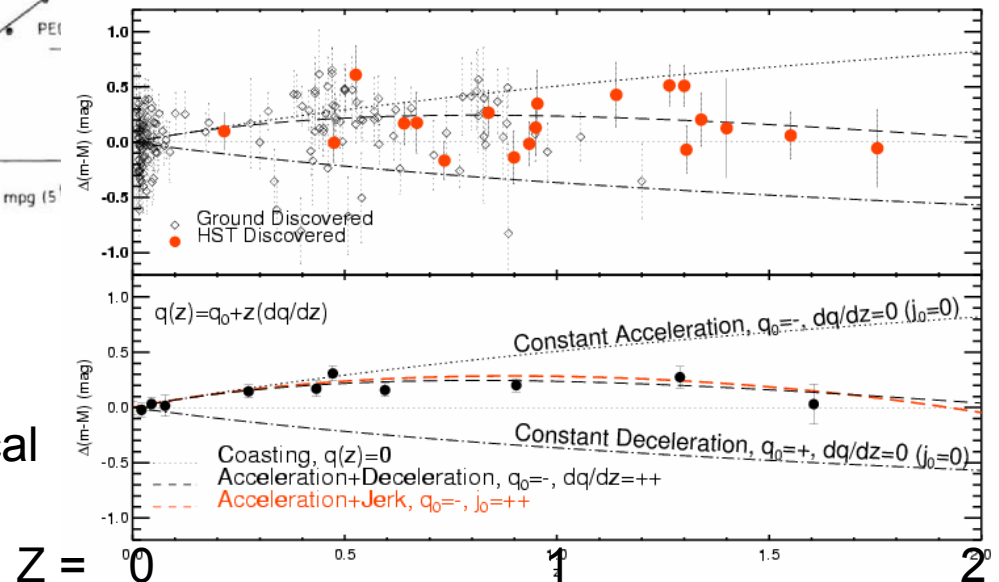 PE
mpg (5
cal
1.0
0.5
0.0
-0.5
-1.0
Δ(m-M) (mag)
Ground Discovered
HST Discovered
1.0
0.5
0.0
-0.5
-1.0
Δ(m-M) (mag)
q(z)=q₀+z(dq/dz)
Constant Acceleration, q₀=-, dq/dz=0 (j₀=0)
Constant Deceleration, q₀=+, dq/dz=0 (j₀=0)
Coasting, q(z)=0
Acceleration+Deceleration, q₀=-, dq/dz=++
Acceleration+Jerk, q₀=-, j₀=++
0.5 1.5
Z = 0 1 2